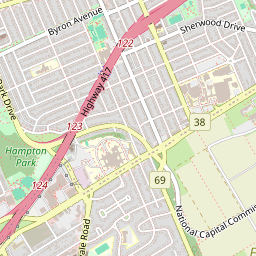 Byron Avenue
Sherwood Drive
122
Highway 417
Park Drive
38
123
Hampton
Park
124
69
National Capital Commiss
ale Road